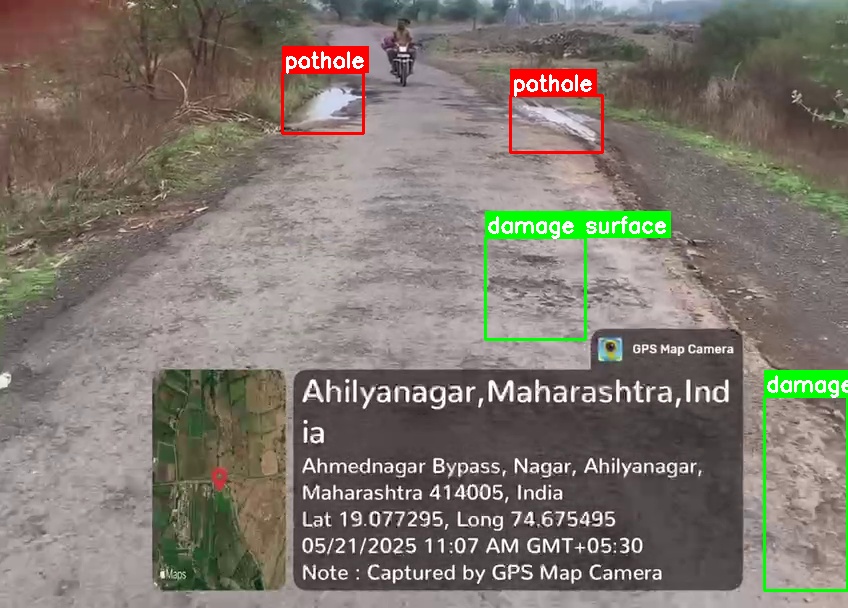 pothole
pothole
damage surface
GPS Map Camera
damage
Ahilyanagar,Maharashtra,Ind
ia
Ahmednagar Bypass, Nagar, Ahilyanagar,
Maharashtra 414005, India
Lat 19.077295, Long 74.675495
05/21/2025 11:07 AM GMT+05:30
Note : Captured by GPS Map Camera
Maps